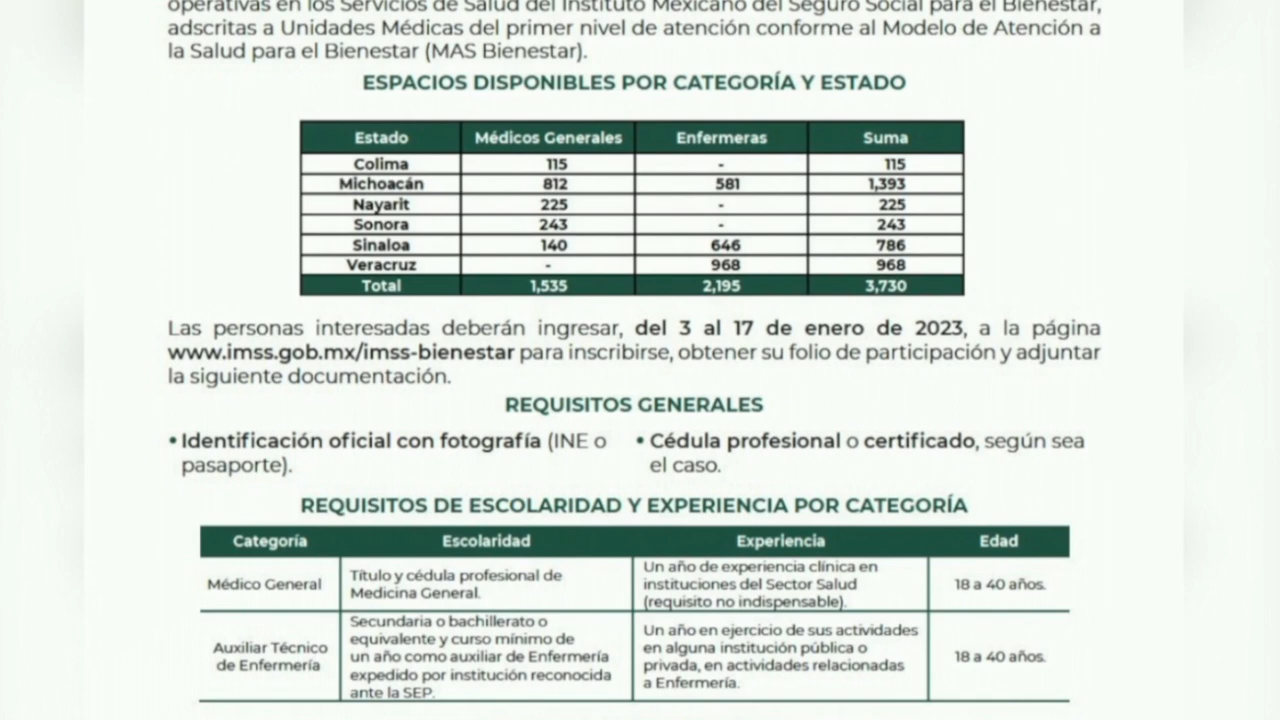 operativas en los Servicios de Salud del Instituto Mexicano del Seguro Social para el Bienestar,
adscritas a Unidades Médicas del primer nivel de atención conforme al Modelo de Atención a
la Salud para el Bienestar (MAS Bienestar).
ESPACIOS DISPONIBLES POR CATEGORÍA Y ESTADO
Estado Médicos Generales Enfermeras Suma
Colima 115 - 115
Michoacán 812 581 1,393
Nayarit 225 - 225
Sonora 243 - 243
Sinaloa 140 646 786
Veracruz - 968 968
Total 1,535 2,195 3,730
Las personas interesadas deberán ingresar, del 3 al 17 de enero de 2023, a la página
www.imss.gob.mx/imss-bienestar para inscribirse, obtener su folio de participación y adjuntar
la siguiente documentación.
REQUISITOS GENERALES
• Identificación oficial con fotografía (INE o
pasaporte).
• Cédula profesional o certificado, según sea
el caso.
REQUISITOS DE ESCOLARIDAD Y EXPERIENCIA POR CATEGORÍA
Categoría Escolaridad Experiencia Edad
Médico General
Título y cédula profesional de
Medicina General.
Un año de experiencia clínica en
instituciones del Sector Salud
(requisito no indispensable).
18 a 40 años.
Auxiliar Técnico
de Enfermería
Secundaria o bachillerato o
equivalente y curso mínimo de
un año como auxiliar de Enfermería
expedido por institución reconocida
ante la SEP.
Un año en ejercicio de sus actividades
en alguna institución pública o
privada, en actividades relacionadas
a Enfermería.
18 a 40 años.